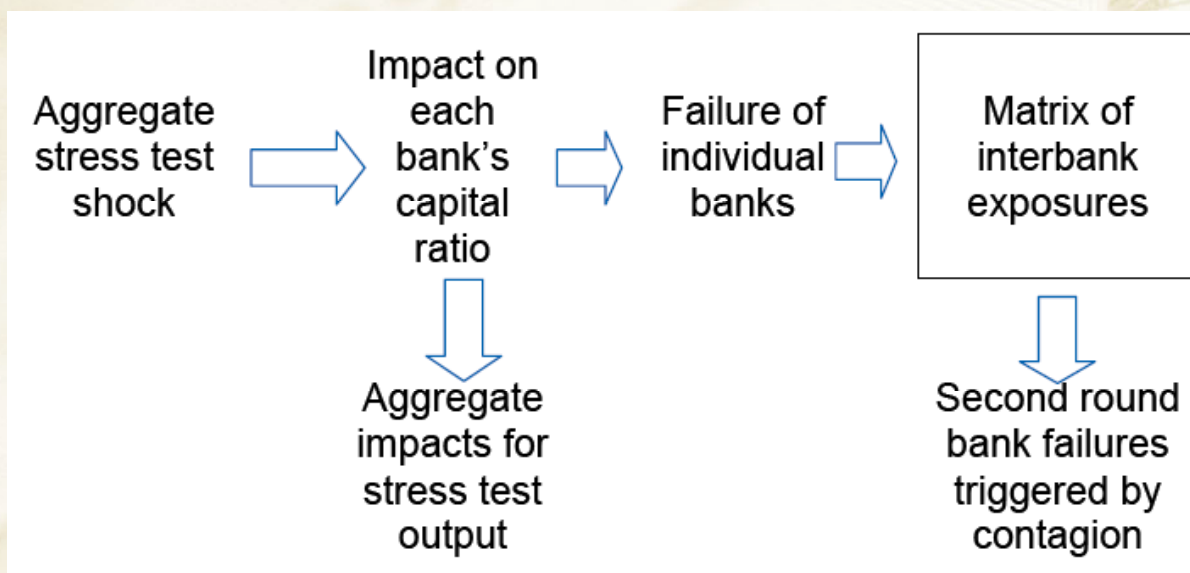 Aggregate
stress test
shock
Impact on
each
bank's
capital
ratio
Failure of
individual
banks
Matrix of
interbank
exposures
Aggregate
impacts for
stress test
output
Second round
bank failures
triggered by
contagion